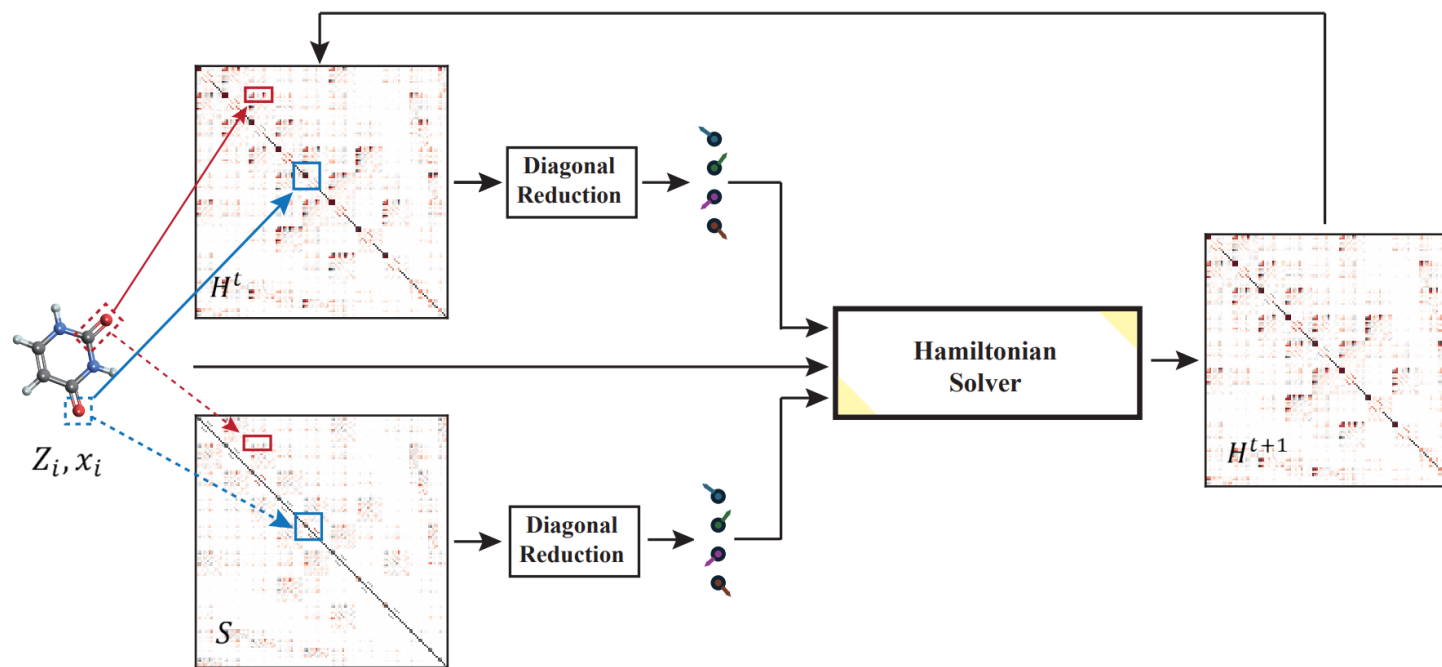 Diagonal
Reduction
H^t
Hamiltonian
Solver
Z_i, x_i
H^{t+1}
Diagonal
Reduction
S